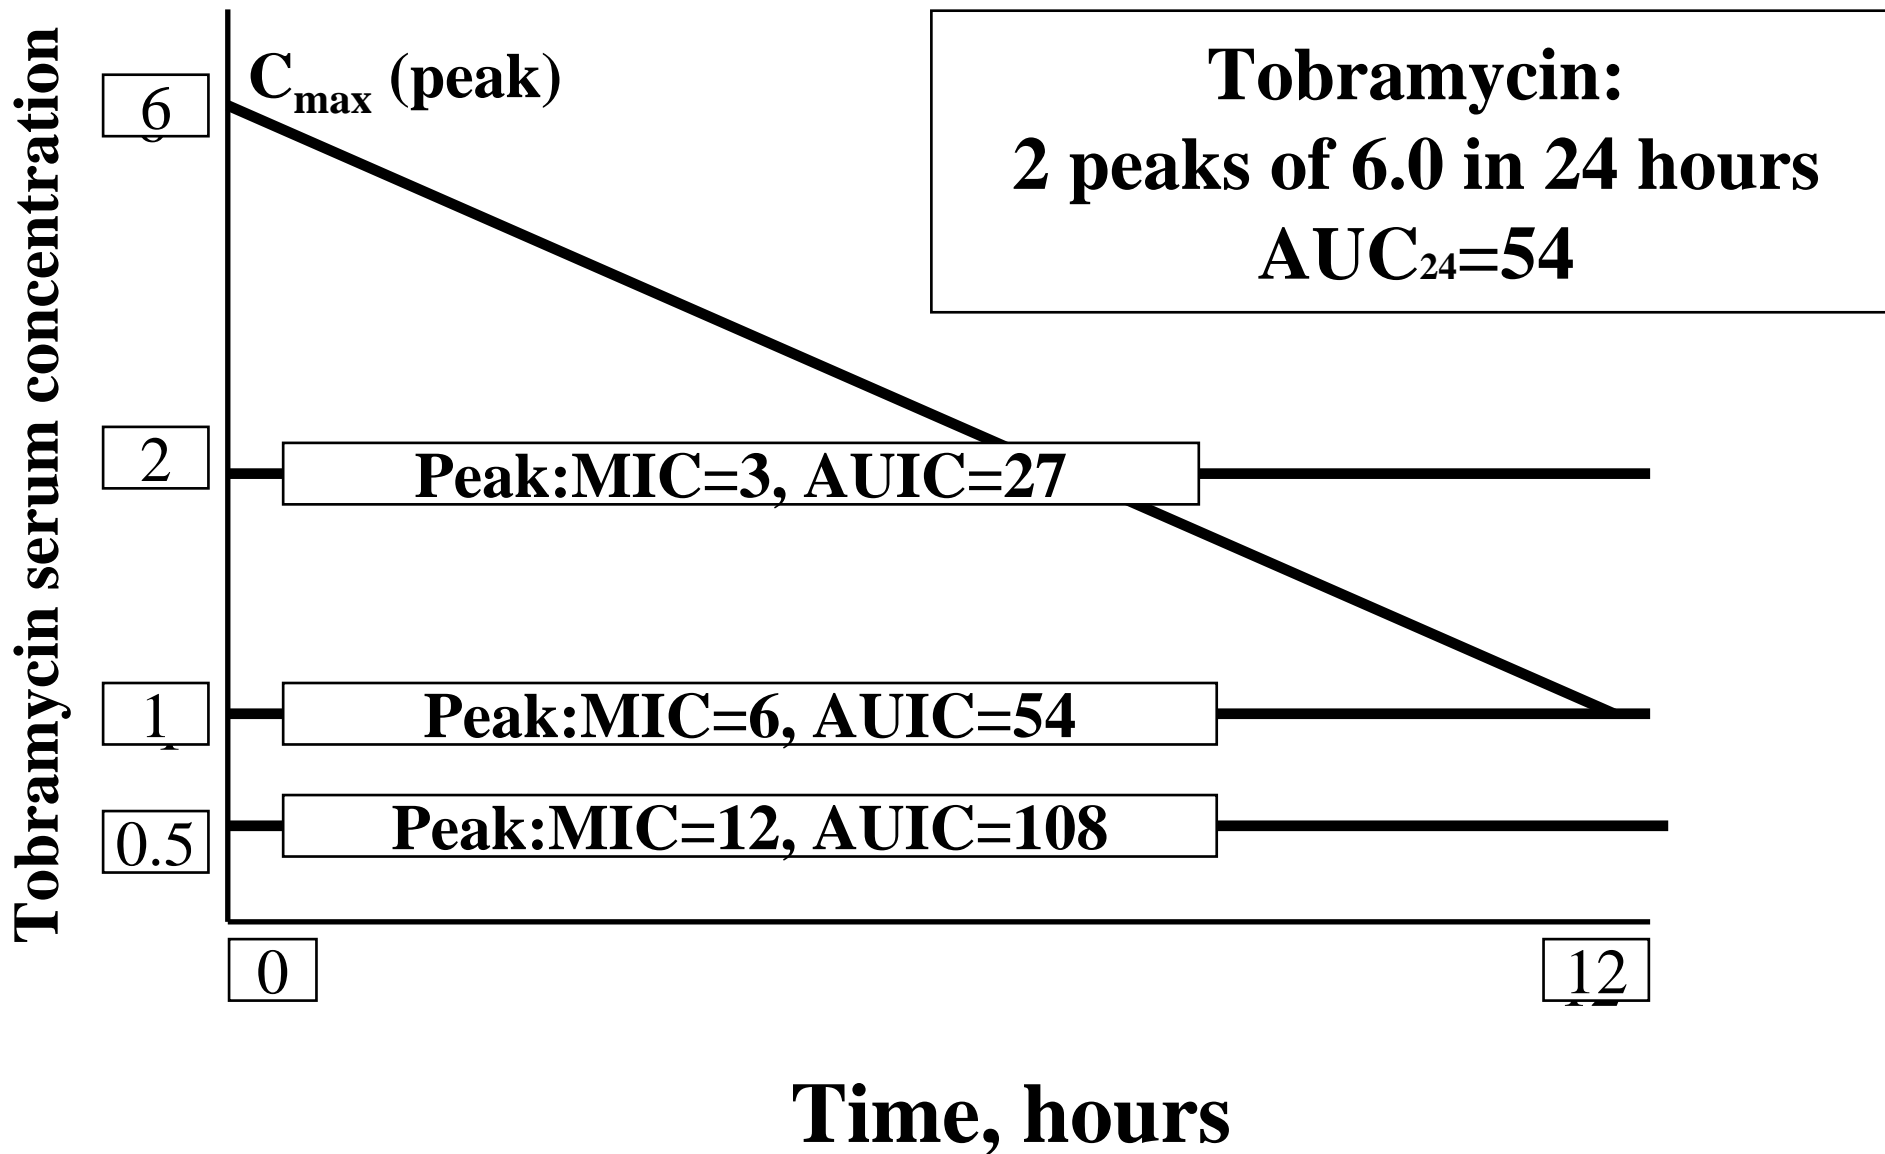 Tobramycin serum concentration
6
Cmax (peak)
Tobramycin:
2 peaks of 6.0 in 24 hours
AUC24=54
2
Peak:MIC=3, AUIC=27
1
Peak:MIC=6, AUIC=54
0.5
Peak:MIC=12, AUIC=108
0
12
Time, hours